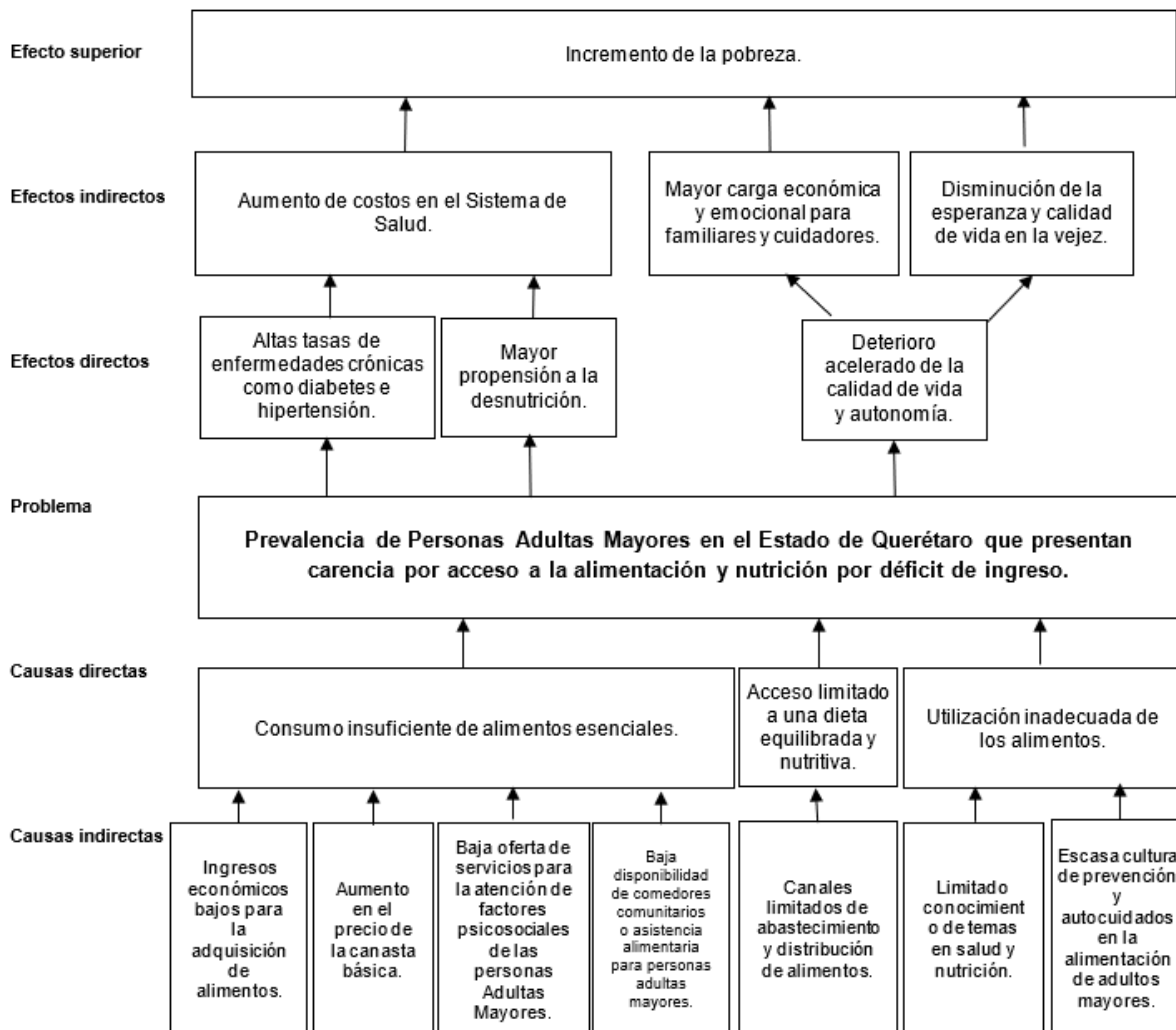 Efecto superior
Incremento de la pobreza.
Efectos indirectos
Aumento de costos en el Sistema de
Salud.
Mayor carga económica
y emocional para
familiares y cuidadores.
Disminución de la
esperanza y calidad
de vida en la vejez.
Efectos directos
Altas tasas de
enfermedades crónicas
como diabetes e
hipertensión.
Mayor
propensión a la
desnutrición.
Deterioro
acelerado de la
calidad de vida
y autonomía.
Problema
Prevalencia de Personas Adultas Mayores en el Estado de Querétaro que presentan
carencia por acceso a la alimentación y nutrición por déficit de ingreso.
Causas directas
Consumo insuficiente de alimentos esenciales.
Acceso limitado
a una dieta
equilibrada y
nutritiva.
Utilización inadecuada de
los alimentos.
Causas indirectas
Ingresos
económicos
bajos para
la
adquisición
de
alimentos.
Aumento
en el
precio de
la canasta
básica.
Baja oferta de
servicios para
la atención de
factores
psicosociales
de las
personas
Adultas
Mayores.
Baja
disponibilidad
de comedores
comunitarios
o asistencia
alimentaria
para personas
adultas
mayores.
Canales
limitados de
abastecimiento
y distribución
de alimentos.
Limitado
conocimient
o de temas
en salud y
nutrición.
Escasa cultura
de prevención
y
autocuidados
en la
alimentación
de adultos
mayores.